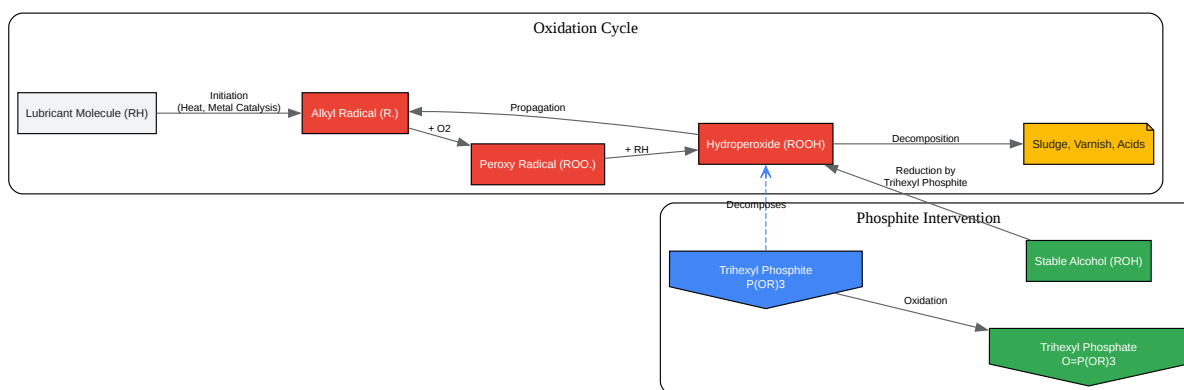 Oxidation Cycle
Lubricant Molecule (RH)
Initiation
(Heat, Metal Catalysis)
Alkyl Radical (R.)
+ O2
Peroxy Radical (ROO.)
Propagation
+ RH
Hydroperoxide (ROOH)
Decomposition
Sludge, Varnish, Acids
Reduction by
Trihexyl Phosphite
Decomposes
Phosphite Intervention
Trihexyl Phosphite
P(OR)3
Stable Alcohol (ROH)
Oxidation
Trihexyl Phosphate
O=P(OR)3